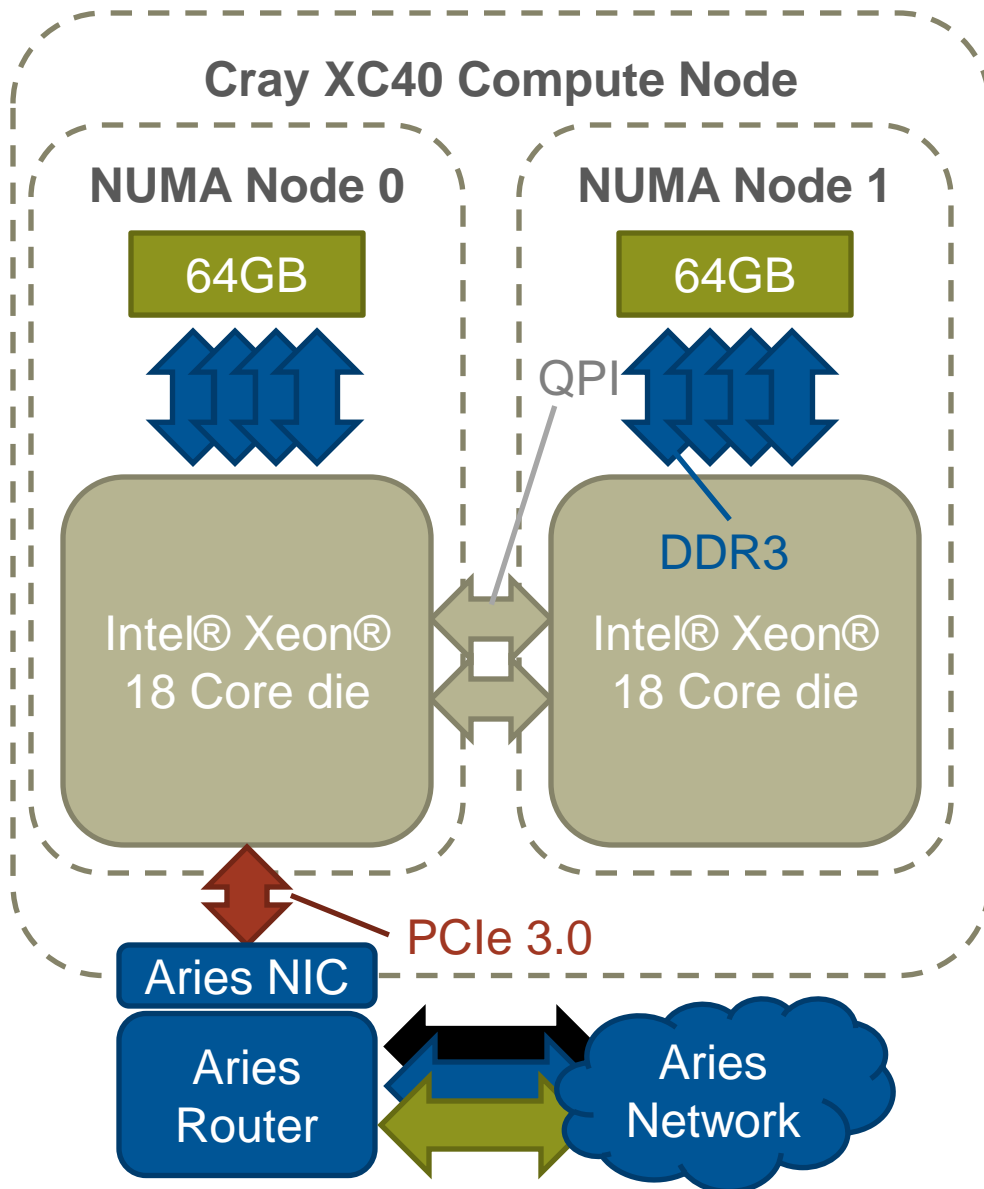 Cray XC40 Compute Node
NUMA Node 0
NUMA Node 1
64GB
64GB
QPI
DDR3
Intel® Xeon®
18 Core die
Intel® Xeon®
18 Core die
PCIe 3.0
Aries NIC
Aries
Router
Aries
Network